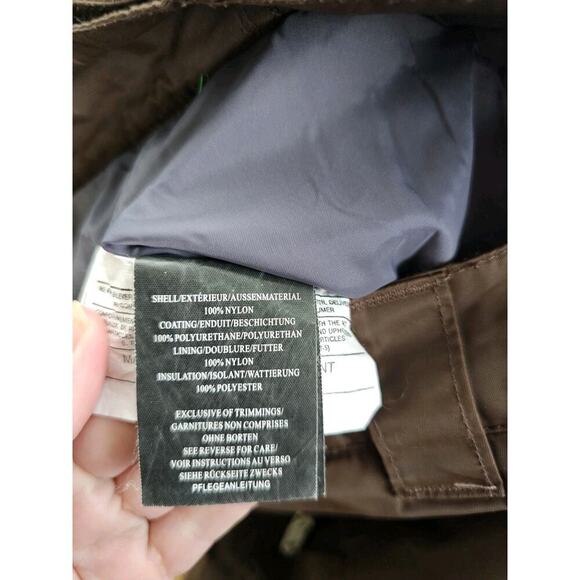 SHELL/EXTÉRIEUR/AUSSENMATERIAL
100% NYLON
COATING/ENDUIT/BESCHICHTUNG
100% POLYURETHANE/POLYURETHAN
LINING/DOUBLURE/FUTTER
100% NYLON
INSULATION/ISOLANT/WATTIERUNG
100% POLYESTER
EXCLUSIVE OF TRIMMINGS/
GARNITURES NON COMPRISES
OHNE BORTEN
SEE REVERSE FOR CARE/
VOIR INSTRUCTIONS AU VERSO
SIEHE RÜCKSEITE ZWECKS
PFLEGEANLEITUNG